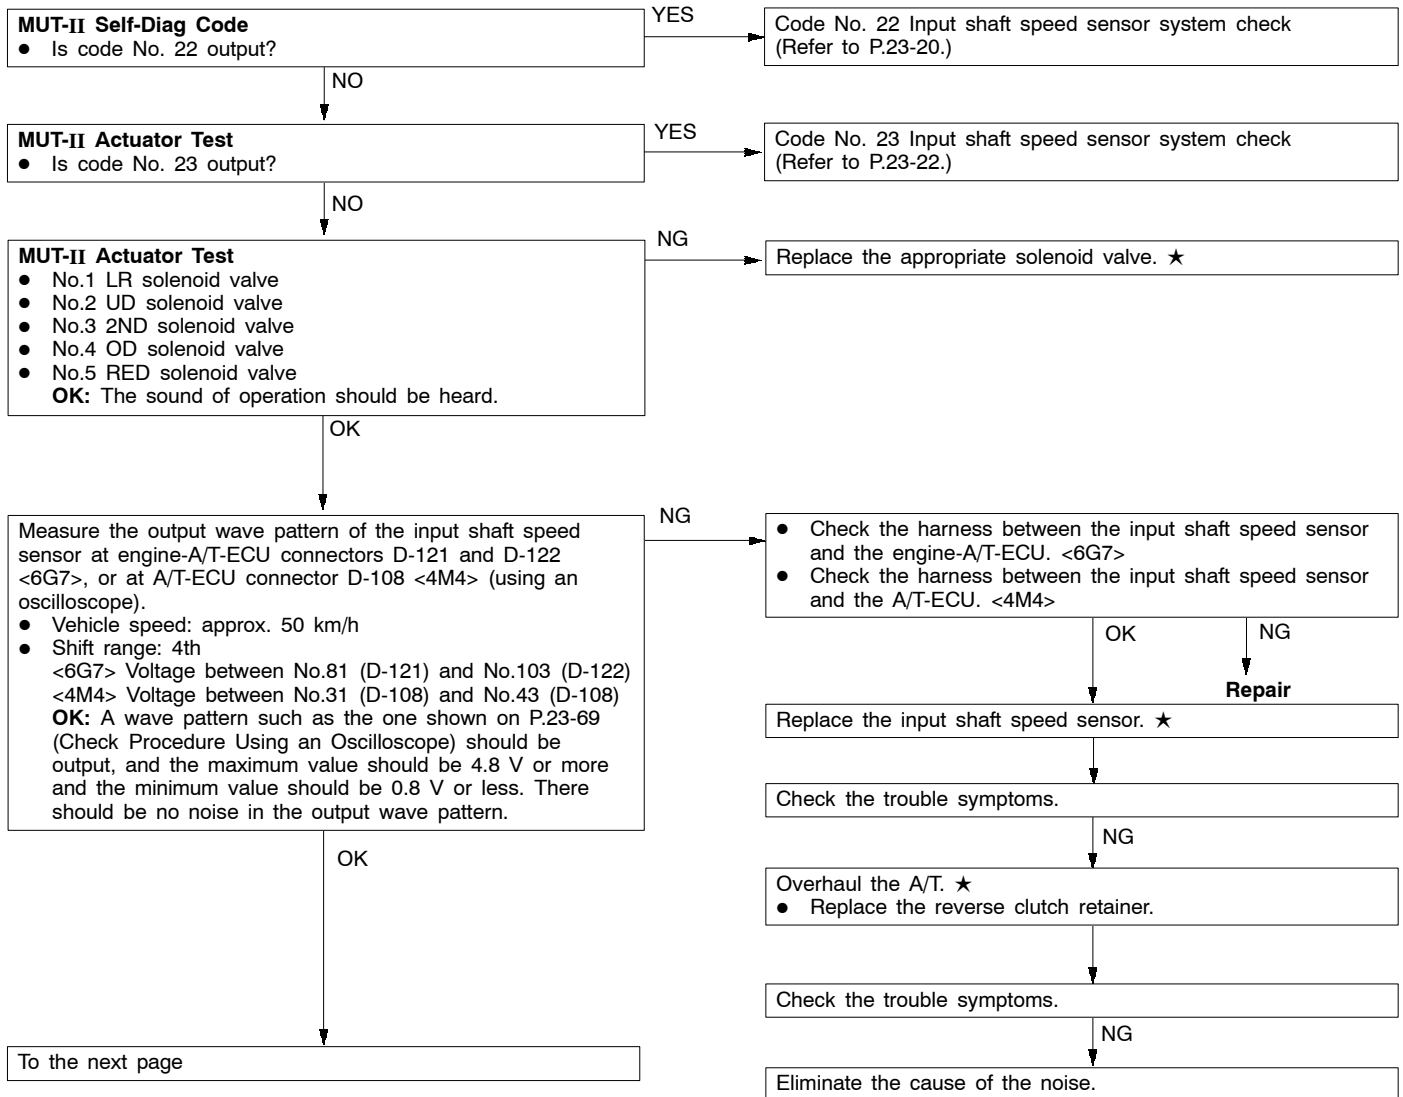 MUT-II Self-Diag Code
● Is code No. 22 output?
YES
Code No. 22 Input shaft speed sensor system check
(Refer to P.23-20.)
NO
MUT-II Actuator Test
● Is code No. 23 output?
YES
Code No. 23 Input shaft speed sensor system check
(Refer to P.23-22.)
NO
MUT-II Actuator Test
● No.1 LR solenoid valve
● No.2 UD solenoid valve
● No.3 2ND solenoid valve
● No.4 OD solenoid valve
● No.5 RED solenoid valve
OK: The sound of operation should be heard.
NG
Replace the appropriate solenoid valve. ★
OK
Measure the output wave pattern of the input shaft speed
sensor at engine-A/T-ECU connectors D-121 and D-122
<6G7>, or at A/T-ECU connector D-108 <4M4> (using an
oscilloscope).
● Vehicle speed: approx. 50 km/h
● Shift range: 4th
<6G7> Voltage between No.81 (D-121) and No.103 (D-122)
<4M4> Voltage between No.31 (D-108) and No.43 (D-108)
OK: A wave pattern such as the one shown on P.23-69
(Check Procedure Using an Oscilloscope) should be
output, and the maximum value should be 4.8 V or more
and the minimum value should be 0.8 V or less. There
should be no noise in the output wave pattern.
NG
● Check the harness between the input shaft speed sensor
and the engine-A/T-ECU. <6G7>
● Check the harness between the input shaft speed sensor
and the A/T-ECU. <4M4>
OK
NG
Repair
Replace the input shaft speed sensor. ★
Check the trouble symptoms.
NG
Overhaul the A/T. ★
● Replace the reverse clutch retainer.
Check the trouble symptoms.
NG
Eliminate the cause of the noise.
OK
To the next page